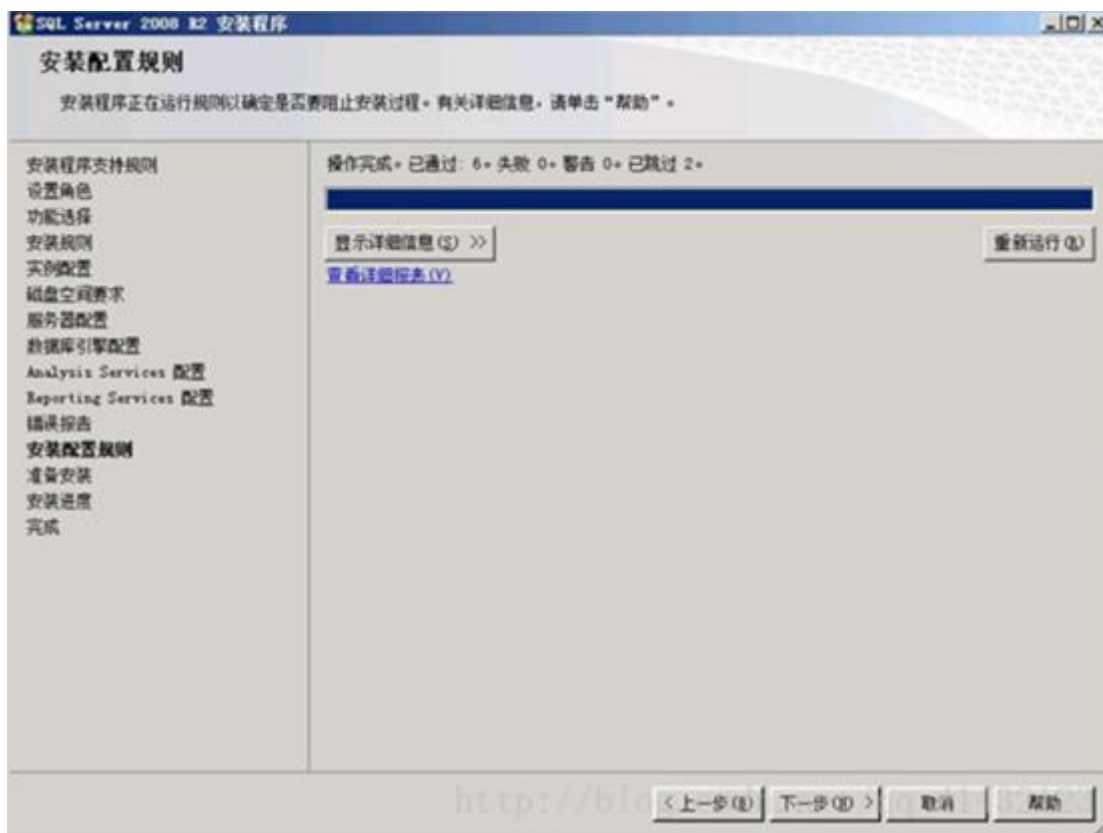 SQL Server 2008 R2 安装程序
安装配置规则
安装程序正在运行规则以确定是否要阻止安装过程。有关详细信息，请单击"帮助"。
安装程序支持规则
设置角色
功能选择
安装规则
实例配置
磁盘空间要求
服务器配置
数据库引擎配置
Analysis Services 配置
Reporting Services 配置
错误报告
安装配置规则
准备安装
安装进度
完成
操作完成。已通过: 6。失败 0。警告 0。已跳过 2。
显示详细信息(S) >>
重新运行(R)
查看详细报表(V)
http://blo
< 上一步(B)
下一步(N) >
取消
帮助